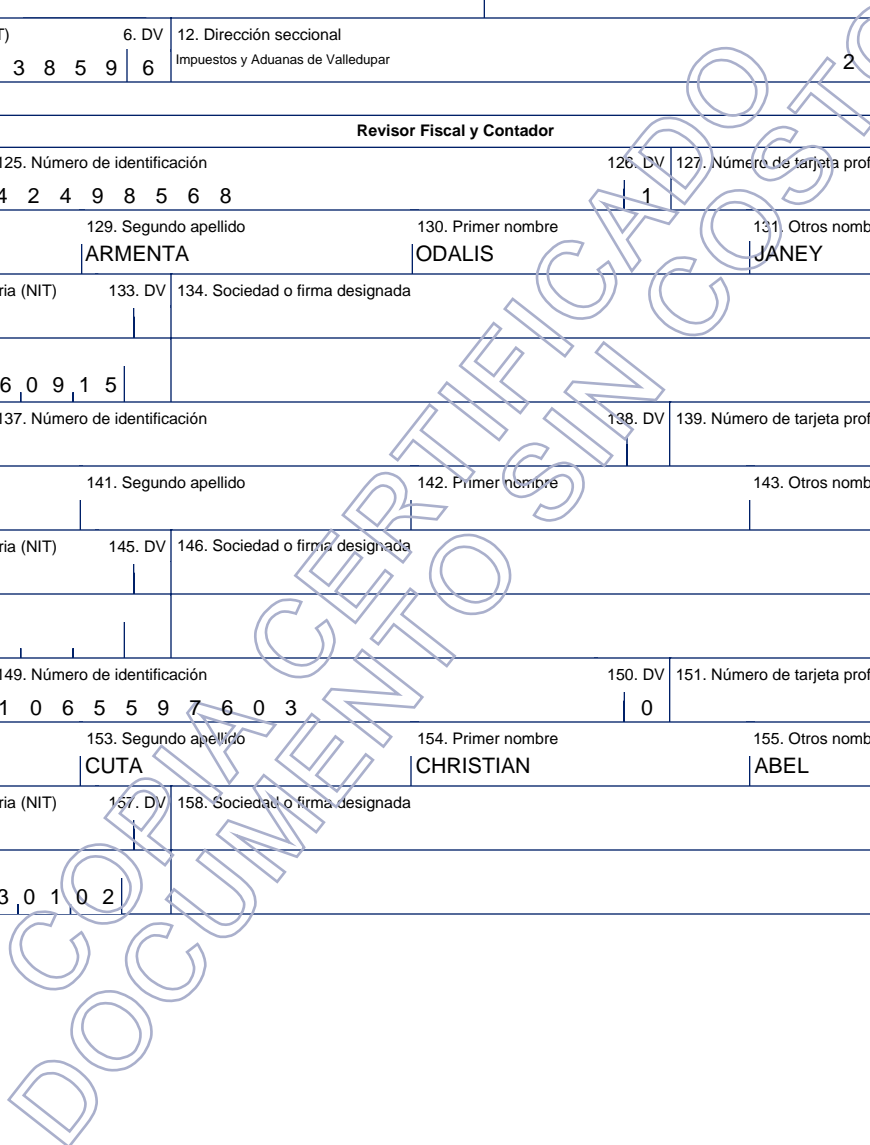 T) 6. DV 12. Dirección seccional
3 8 5 9 6 Impuestos y Aduanas de Valledupar 2
Revisor Fiscal y Contador
125. Número de identificación 126. DV 127. Número de tarjeta prof
4 2 4 9 8 5 6 8 1
129. Segundo apellido 130. Primer nombre 131. Otros nomb
ARMENTA ODALIS JANEY
ria (NIT) 133. DV 134. Sociedad o firma designada
6 0 9 1 5
137. Número de identificación 138. DV 139. Número de tarjeta prof
141. Segundo apellido 142. Primer nombre 143. Otros nomb
ria (NIT) 145. DV 146. Sociedad o firma designada
149. Número de identificación 150. DV 151. Número de tarjeta prof
1 0 6 5 5 9 7 6 0 3 0
153. Segundo apellido 154. Primer nombre 155. Otros nomb
CUTA CHRISTIAN ABEL
ria (NIT) 157. DV 158. Sociedad o firma designada
3 0 1 0 2
COPIA CERTIFICADO
DOCUMENTO SIN COSTO